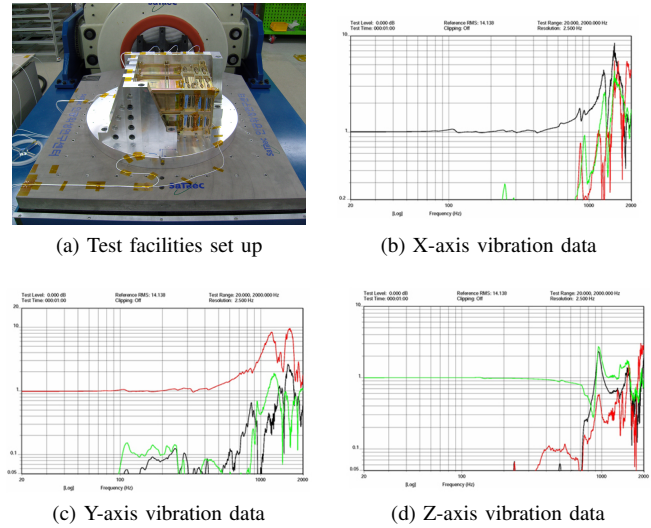 SaTReC
SaTReC
(a) Test facilities set up
Test Level: 0.000 dB Reference RMS: 14.138 Test Range: 20.000, 2000.000 Hz
Test Time: 000:01:00 Clipping: Off Resolution: 2.500 Hz
10.
1.
0.2
20 100 1000 2000
[Log] Frequency (Hz)
(b) X-axis vibration data
Test Level: 0.000 dB Reference RMS: 14.138 Test Range: 20.000, 2000.000 Hz
Test Time: 000:01:00 Clipping: Off Resolution: 2.500 Hz
20
10.
1.
0.1
0.05
20 100 1000 2000
[Log] Frequency (Hz)
(c) Y-axis vibration data
Test Level: 0.000 dB Reference RMS: 14.138 Test Range: 20.000, 2000.000 Hz
Test Time: 000:01:00 Clipping: Off Resolution: 2.500 Hz
10.
1.
0.1
0.05
20 100 1000 2000
[Log] Frequency (Hz)
(d) Z-axis vibration data